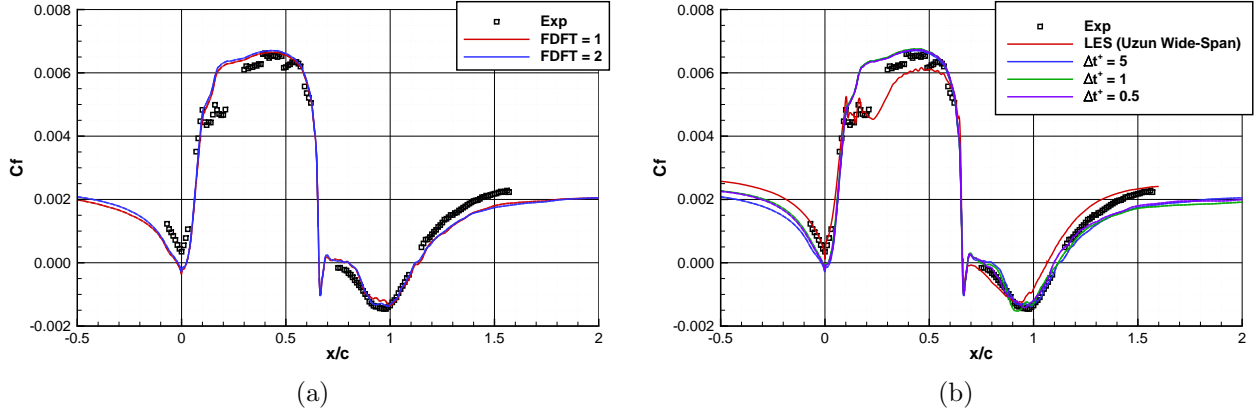 0.008
0.006
0.004
0.002
0.000
-0.002
Cf
-0.5
0
0.5
1
1.5
2
x/c
Exp
FDFT = 1
FDFT = 2
(a)
0.008
0.006
0.004
0.002
0.000
-0.002
Cf
-0.5
0
0.5
1
1.5
2
x/c
Exp
LES (Uzun Wide-Span)
Δt⁺ = 5
Δt⁺ = 1
Δt⁺ = 0.5
(b)